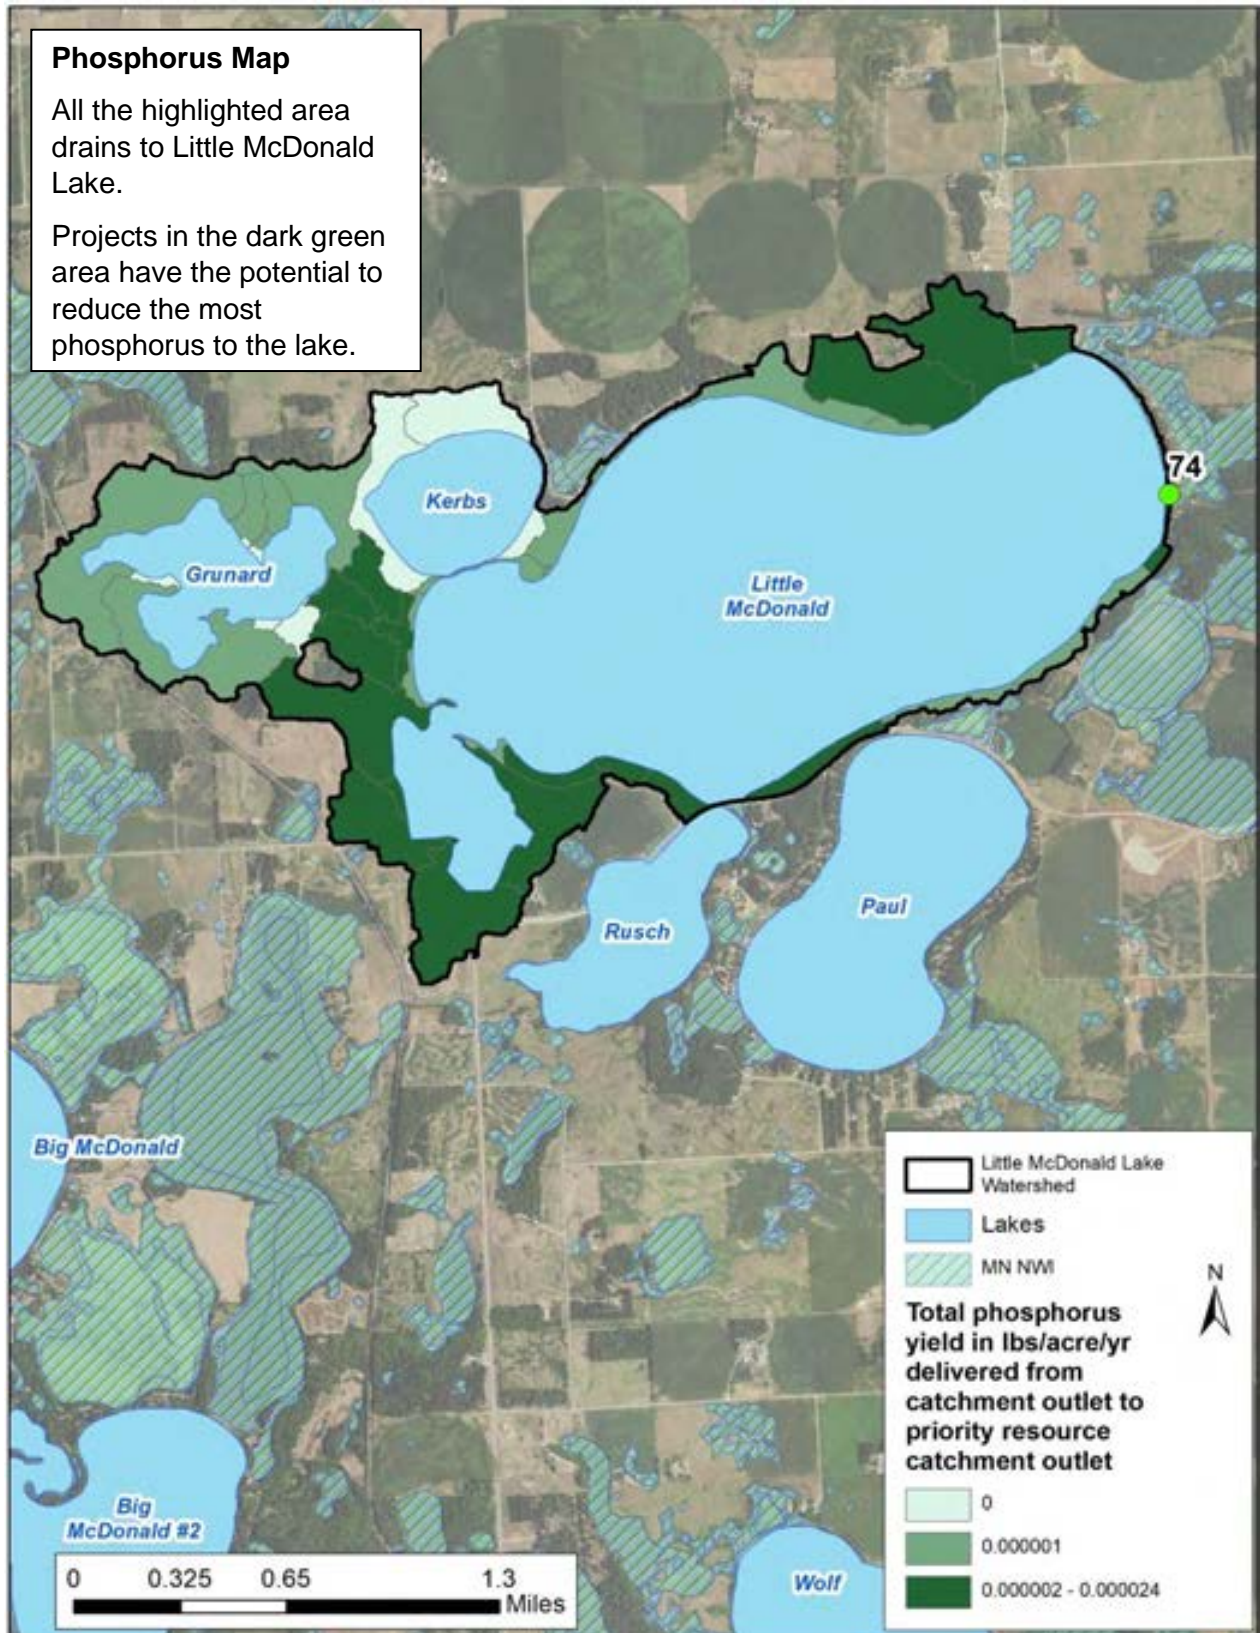 Phosphorus Map
All the highlighted area
drains to Little McDonald
Lake.
Projects in the dark green
area have the potential to
reduce the most
phosphorus to the lake.
74
Kerbs
Grunard
Little
McDonald
Paul
Rusch
Big McDonald
Big
McDonald #2
Wolf
Little McDonald Lake
Watershed
Lakes
MN NWI
N
Total phosphorus
yield in lbs/acre/yr
delivered from
catchment outlet to
priority resource
catchment outlet
0
0.000001
0.000002 - 0.000024
0 0.325 0.65 1.3
Miles